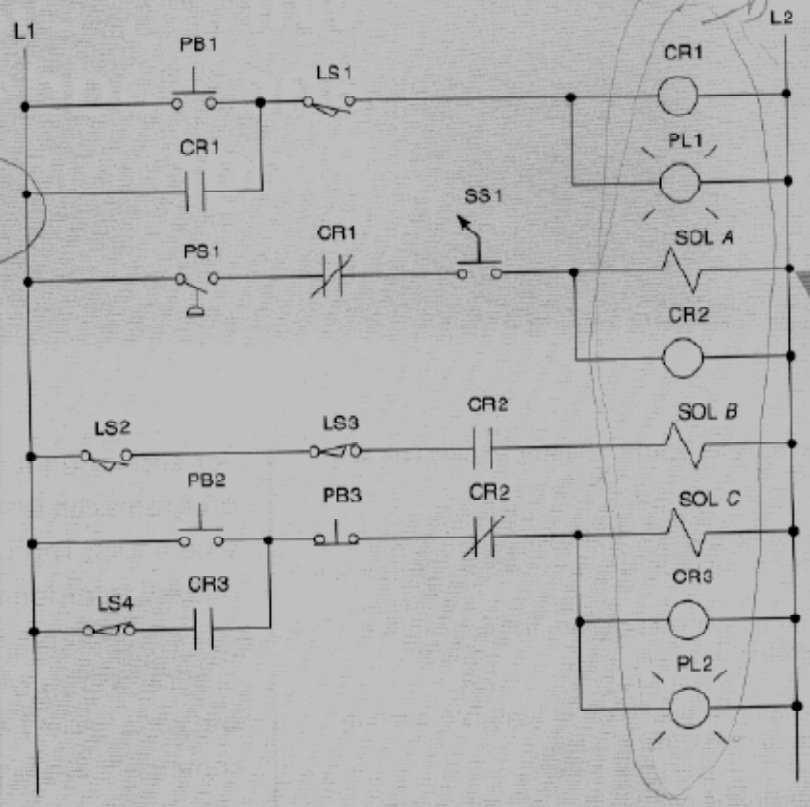 L1
L2
PB1
LS1
CR1
CR1
PL1
SS1
PS1
CR1
SOL A
CR2
LS2
LS3
CR2
SOL B
PB2
PB3
CR2
SOL C
LS4
CR3
CR3
PL2